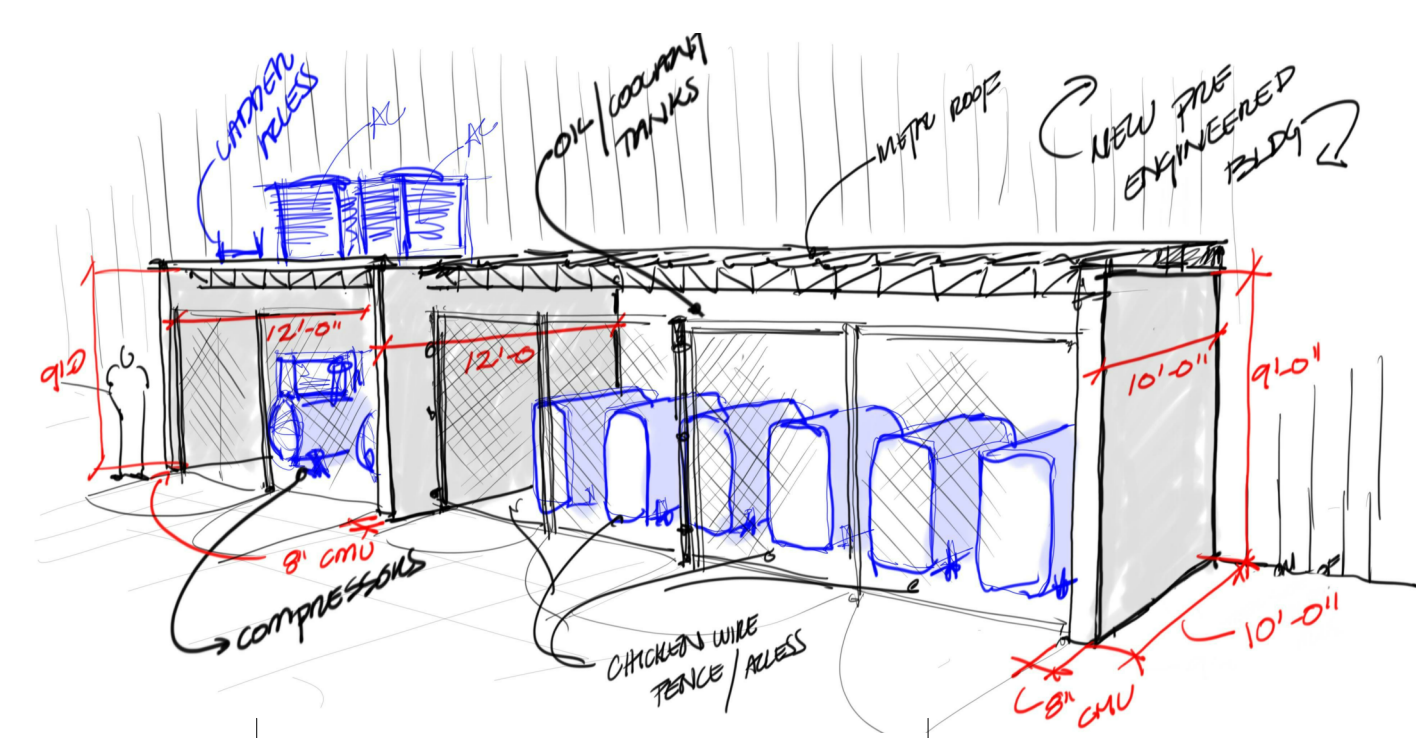 LADDER
ACCESS
AC
AC
OIL/COOLANT
TANKS
METAL ROOF
NEW PRE
ENGINEERED
BLDG
9'-0
12'-0"
12'-0
10'-0"
9'-0"
8" CMU
COMPRESSORS
CHICKEN WIRE
FENCE/ACCESS
10'-0"
8" CMU